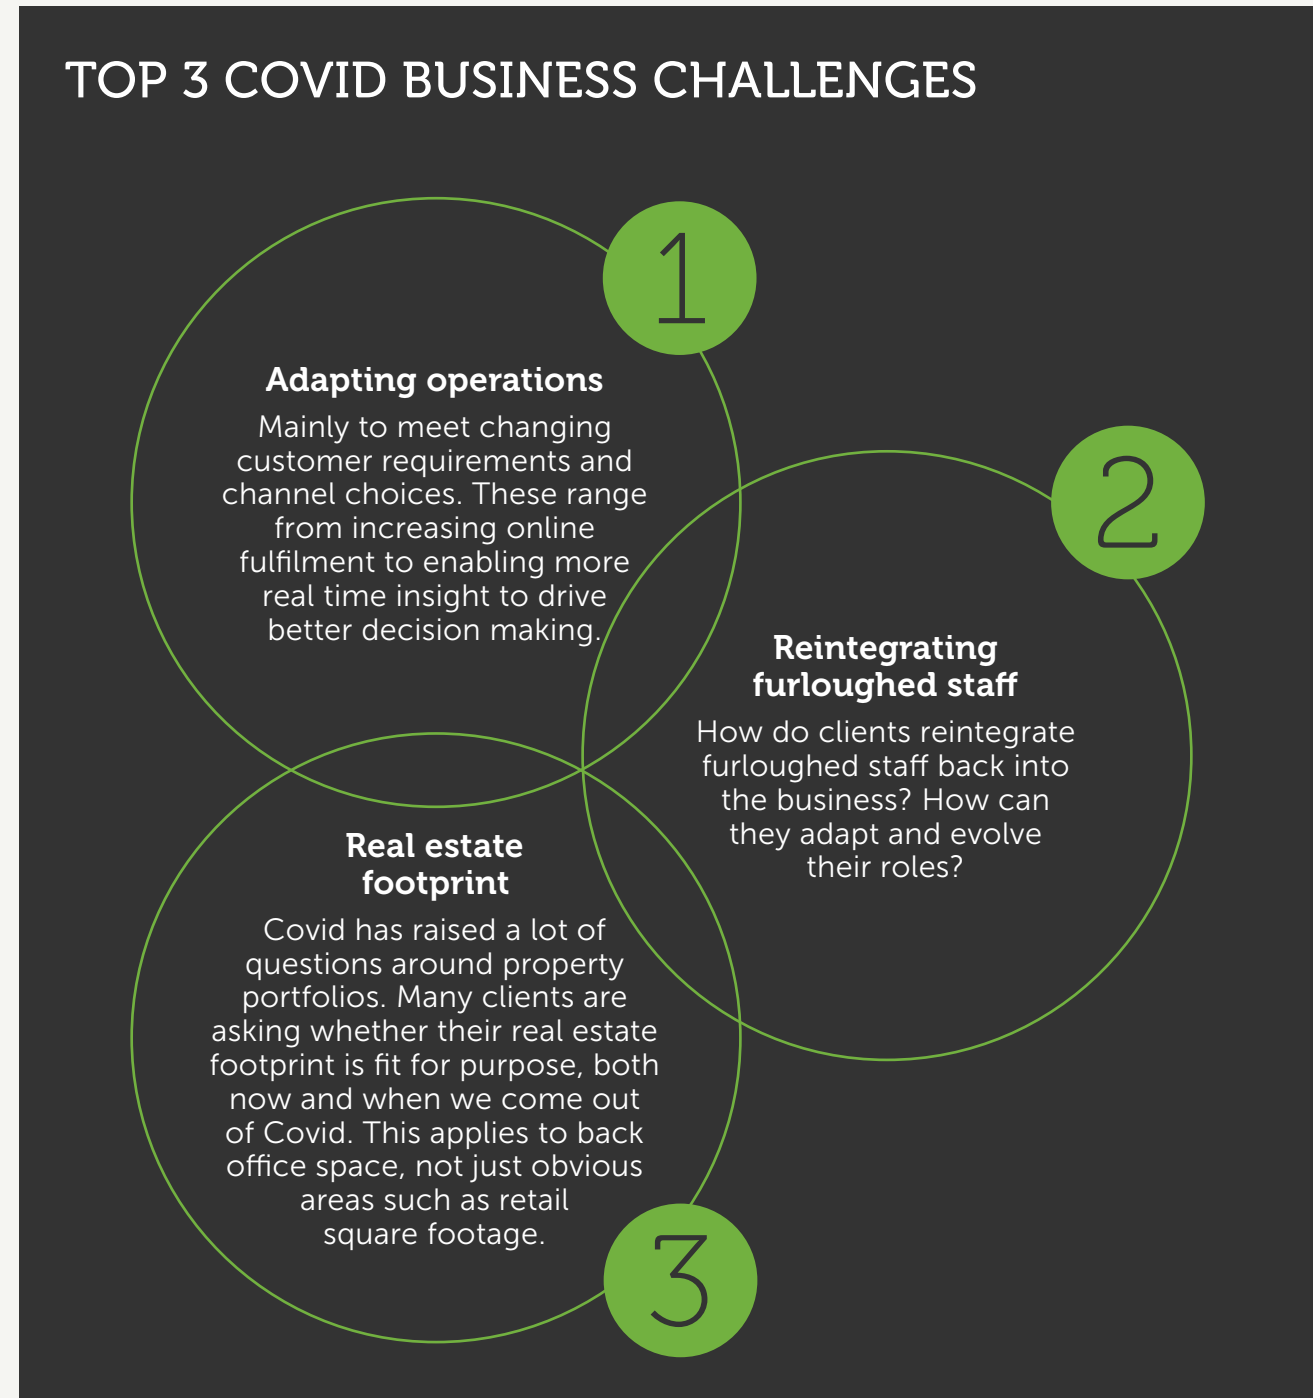 TOP 3 COVID BUSINESS CHALLENGES
1
Adapting operations
Mainly to meet changing
customer requirements and
channel choices. These range
from increasing online
fulfilment to enabling more
real time insight to drive
better decision making.
2
Reintegrating
furloughed staff
How do clients reintegrate
furloughed staff back into
the business? How can
they adapt and evolve
their roles?
Real estate
footprint
Covid has raised a lot of
questions around property
portfolios. Many clients are
asking whether their real estate
footprint is fit for purpose, both
now and when we come out
of Covid. This applies to back
office space, not just obvious
areas such as retail
square footage.
3